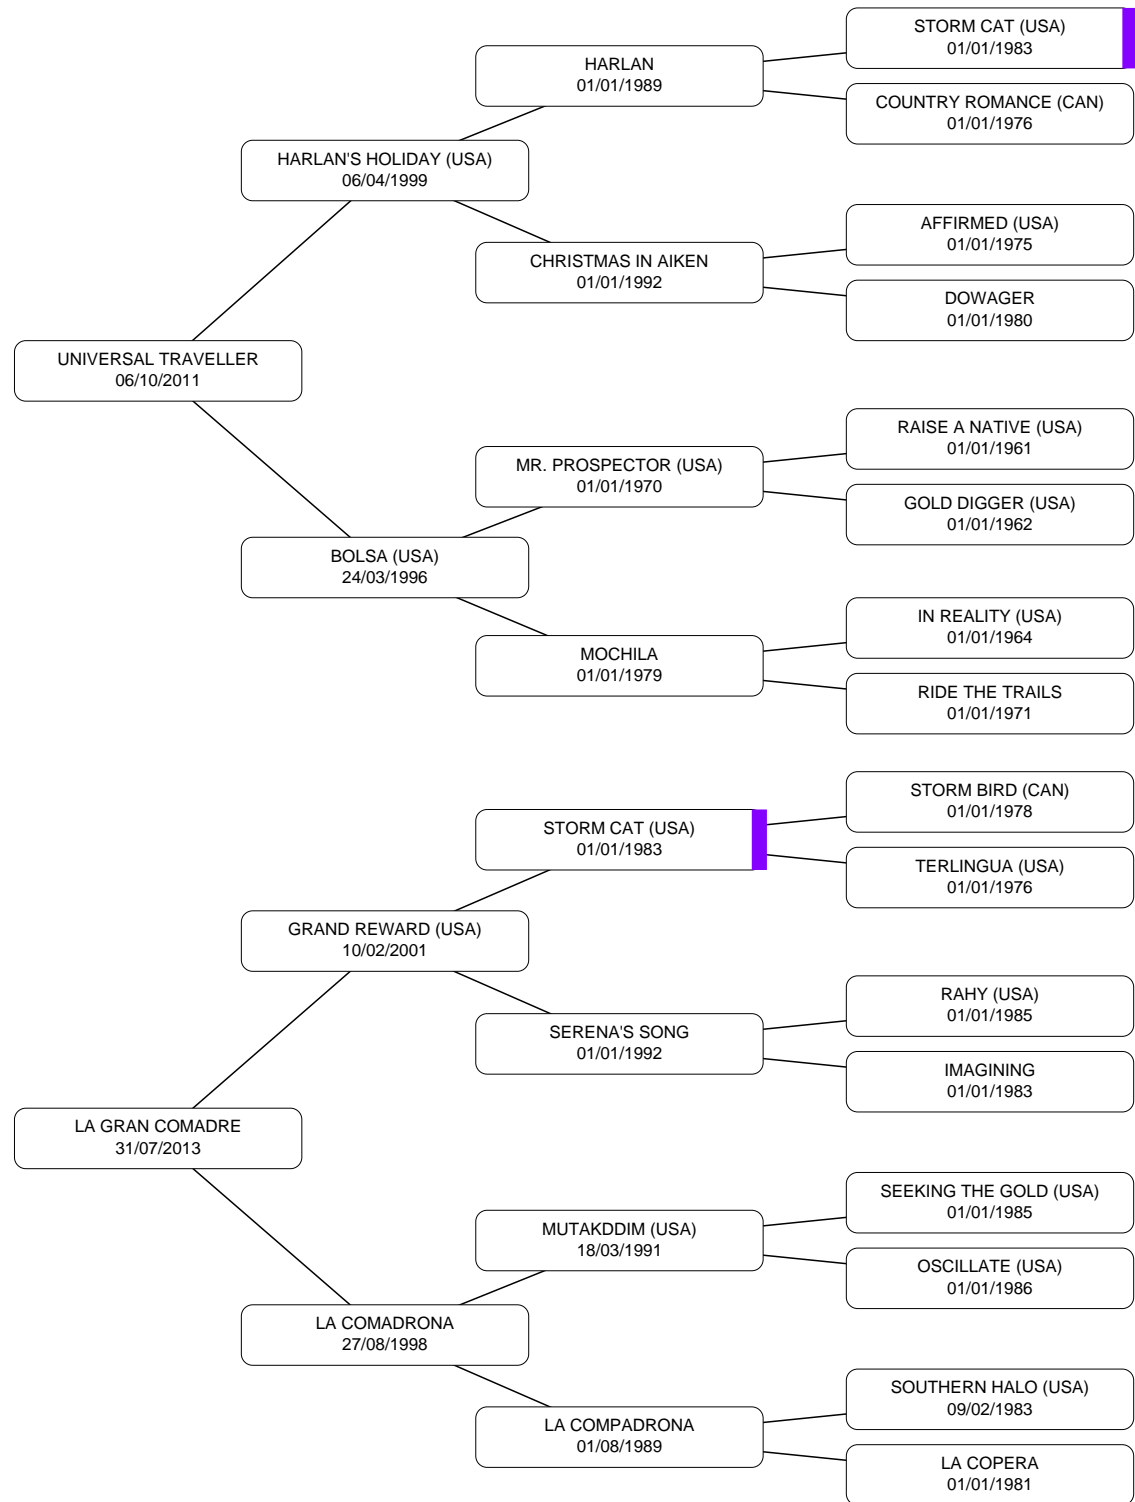 STORM CAT (USA)
01/01/1983
HARLAN
01/01/1989
COUNTRY ROMANCE (CAN)
01/01/1976
HARLAN'S HOLIDAY (USA)
06/04/1999
AFFIRMED (USA)
01/01/1975
CHRISTMAS IN AIKEN
01/01/1992
DOWAGER
01/01/1980
UNIVERSAL TRAVELLER
06/10/2011
RAISE A NATIVE (USA)
01/01/1961
MR. PROSPECTOR (USA)
01/01/1970
GOLD DIGGER (USA)
01/01/1962
BOLSA (USA)
24/03/1996
IN REALITY (USA)
01/01/1964
MOCHILA
01/01/1979
RIDE THE TRAILS
01/01/1971
STORM BIRD (CAN)
01/01/1978
STORM CAT (USA)
01/01/1983
TERLINGUA (USA)
01/01/1976
GRAND REWARD (USA)
10/02/2001
RAHY (USA)
01/01/1985
SERENA'S SONG
01/01/1992
IMAGINING
01/01/1983
LA GRAN COMADRE
31/07/2013
SEEKING THE GOLD (USA)
01/01/1985
MUTAKDDIM (USA)
18/03/1991
OSCILLATE (USA)
01/01/1986
LA COMADRONA
27/08/1998
SOUTHERN HALO (USA)
09/02/1983
LA COMPADRONA
01/08/1989
LA COPERA
01/01/1981